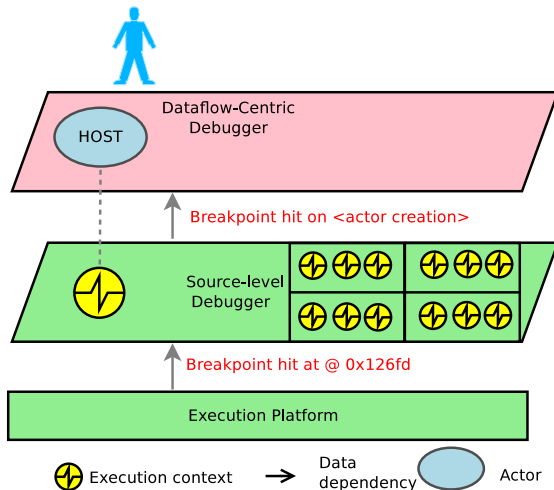 Dataflow-Centric
Debugger
HOST
Breakpoint hit on <actor creation>
Source-level
Debugger
Breakpoint hit at @ 0x126fd
Execution Platform
Execution context
Data
dependency
Actor